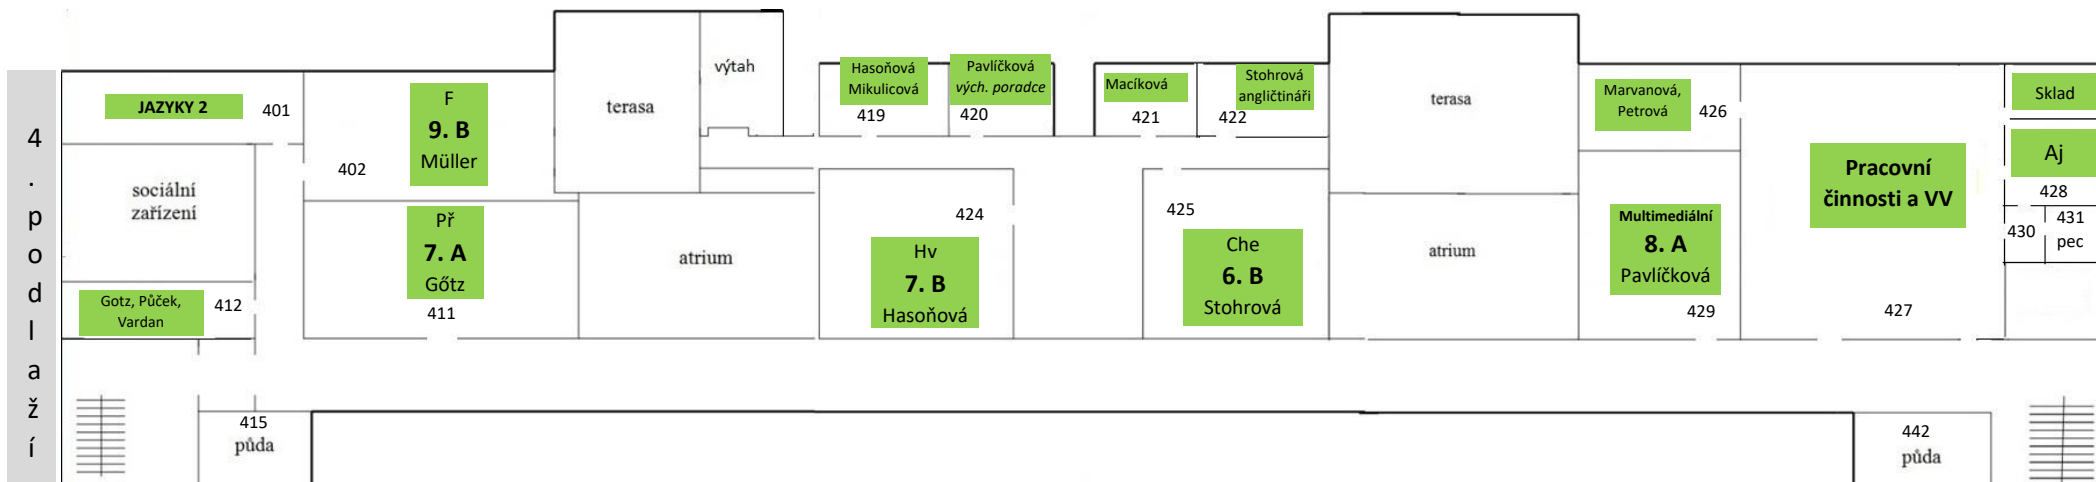 4
.
p
o
d
l
a
ž
í
JAZYKY 2
401
sociální
zařízení
Gotz, Půček,
Vardan
412
415
půda
F
9. B
Müller
402
Př
7. A
Gőtz
411
terasa
výtah
atrium
Hasoňová
Mikulicová
419
Pavlíčková
vých. poradce
420
424
Hv
7. B
Hasoňová
Macíková
421
Stohrová
angličtináři
422
425
Che
6. B
Stohrová
terasa
atrium
Marvanová,
Petrová
426
Multimediální
8. A
Pavlíčková
429
Pracovní
činnosti a VV
427
Sklad
Aj
428
430
431
pec
442
půda